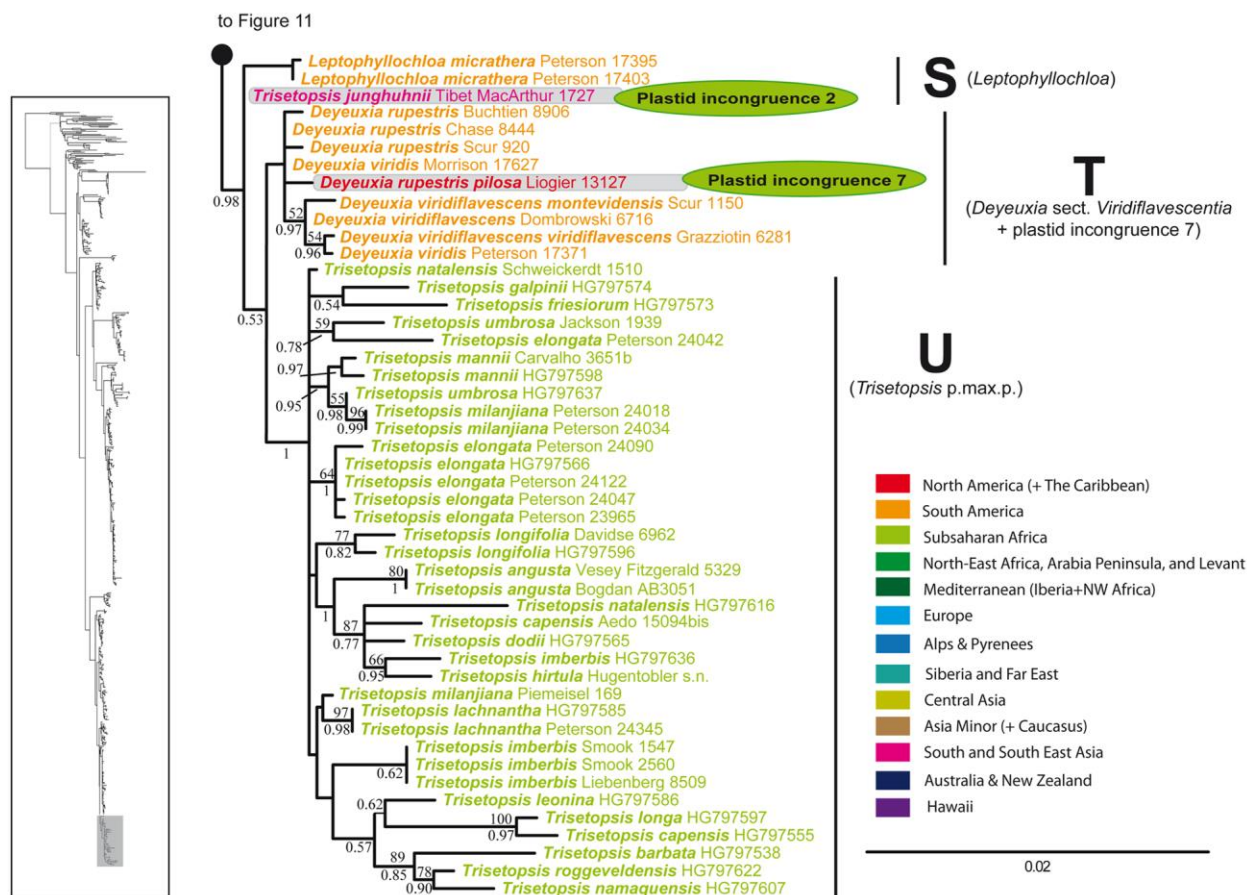 to Figure 11
Leptophyllochloa micrathera Peterson 17395
Leptophyllochloa micrathera Peterson 17403
Trisetopsis junghuhnii Tibet MacArthur 1727
Plastid incongruence 2
S (Leptophyllochloa)
Deyeuxia rupestris Buchtien 8906
Deyeuxia rupestris Chase 8444
Deyeuxia rupestris Scur 920
Deyeuxia viridis Morrison 17627
0.98
Deyeuxia rupestris pilosa Liogier 13127
Plastid incongruence 7
T
(Deyeuxia sect. Viridiflavescentia
+ plastid incongruence 7)
52
0.97
Deyeuxia viridiflavescens montevidensis Scur 1150
Deyeuxia viridiflavescens Dombrowski 6716
54
0.96
Deyeuxia viridiflavescens viridiflavescens Grazziotin 6281
Deyeuxia viridis Peterson 17371
Trisetopsis natalensis Schweickerdt 1510
Trisetopsis galpinii HG797574
0.54
Trisetopsis friesiorum HG797573
0.53
59
0.78
Trisetopsis umbrosa Jackson 1939
Trisetopsis elongata Peterson 24042
Trisetopsis mannii Carvalho 3651b
0.97
Trisetopsis mannii HG797598
0.95
55
0.98
Trisetopsis umbrosa HG797637
96
0.99
Trisetopsis milanjiana Peterson 24018
Trisetopsis milanjiana Peterson 24034
U
(Trisetopsis p.max.p.)
1
Trisetopsis elongata Peterson 24090
Trisetopsis elongata HG797566
64
1
Trisetopsis elongata Peterson 24122
Trisetopsis elongata Peterson 24047
Trisetopsis elongata Peterson 23965
77
0.82
Trisetopsis longifolia Davidse 6962
Trisetopsis longifolia HG797596
80
1
Trisetopsis angusta Vesey Fitzgerald 5329
Trisetopsis angusta Bogdan AB3051
1
Trisetopsis natalensis HG797616
87
0.77
Trisetopsis capensis Aedo 15094bis
Trisetopsis dodii HG797565
66
0.95
Trisetopsis imberbis HG797636
Trisetopsis hirtula Hugentobler s.n.
Trisetopsis milanjiana Piemeisel 169
97
0.98
Trisetopsis lachnantha HG797585
Trisetopsis lachnantha Peterson 24345
Trisetopsis imberbis Smook 1547
Trisetopsis imberbis Smook 2560
0.62
Trisetopsis imberbis Liebenberg 8509
0.62
Trisetopsis leonina HG797586
100
0.97
Trisetopsis longa HG797597
Trisetopsis capensis HG797555
0.57
89
0.85
Trisetopsis barbata HG797538
78
0.90
Trisetopsis roggeveldensis HG797622
Trisetopsis namaquensis HG797607
North America (+ The Caribbean)
South America
Subsaharan Africa
North-East Africa, Arabia Peninsula, and Levant
Mediterranean (Iberia+NW Africa)
Europe
Alps & Pyrenees
Siberia and Far East
Central Asia
Asia Minor (+ Caucasus)
South and South East Asia
Australia & New Zealand
Hawaii
0.02